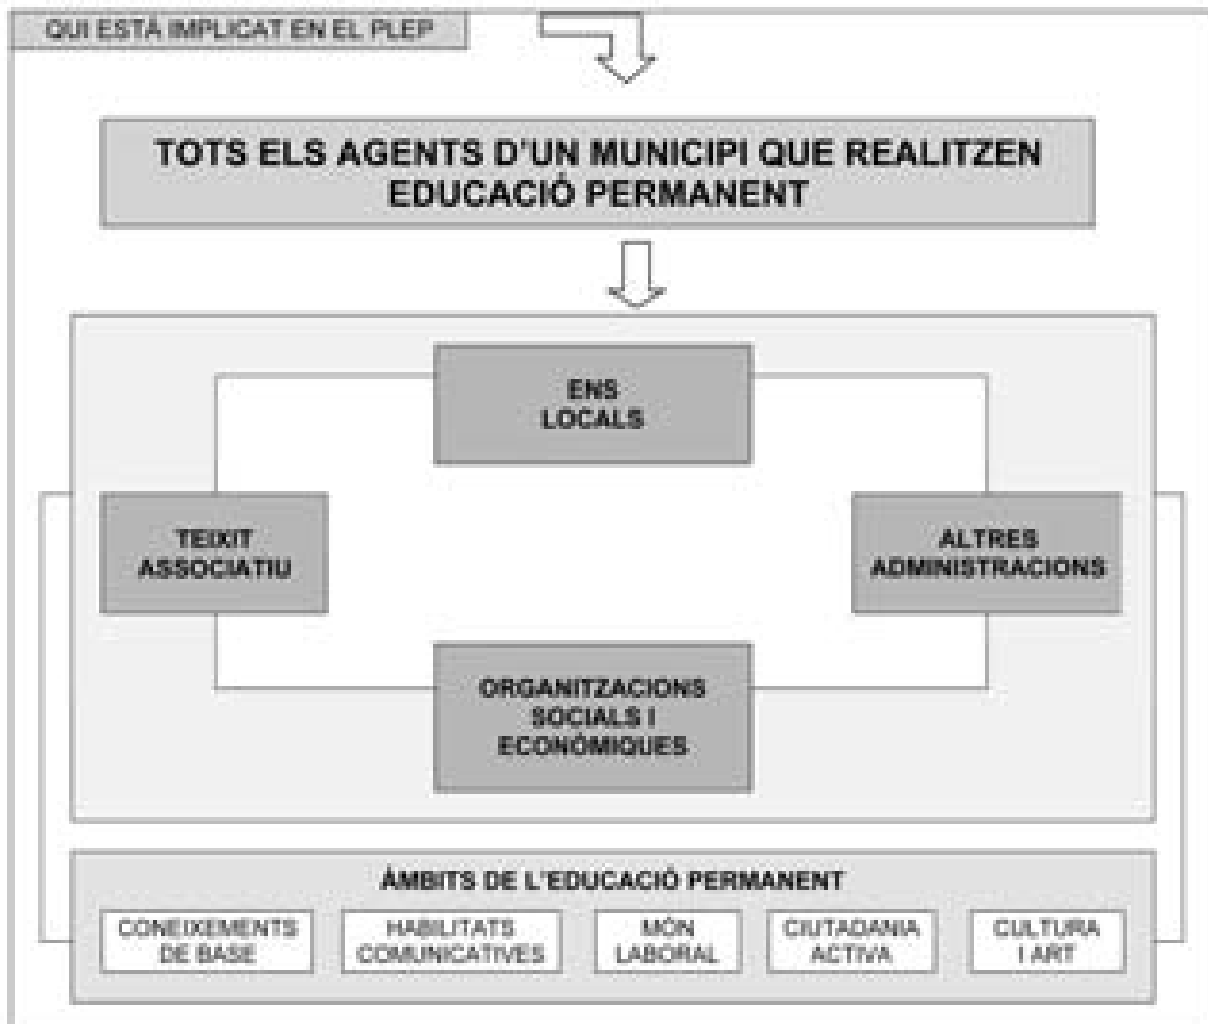 QUI ESTÀ IMPLICAT EN EL PLEP
TOTS ELS AGENTS D'UN MUNICIPI QUE REALITZEN
EDUCACIÓ PERMANENT
ENS
LOCALS
TEIXIT
ASSOCIATIU
ALTRES
ADMINISTRACIONS
ORGANITZACIONS
SOCIALS I
ECONÒMIQUES
ÀMBITS DE L'EDUCACIÓ PERMANENT
CONEIXEMENTS
DE BASE
HABILITATS
COMUNICATIVES
MÓN
LABORAL
CIUTADANIA
ACTIVA
CULTURA
I ART